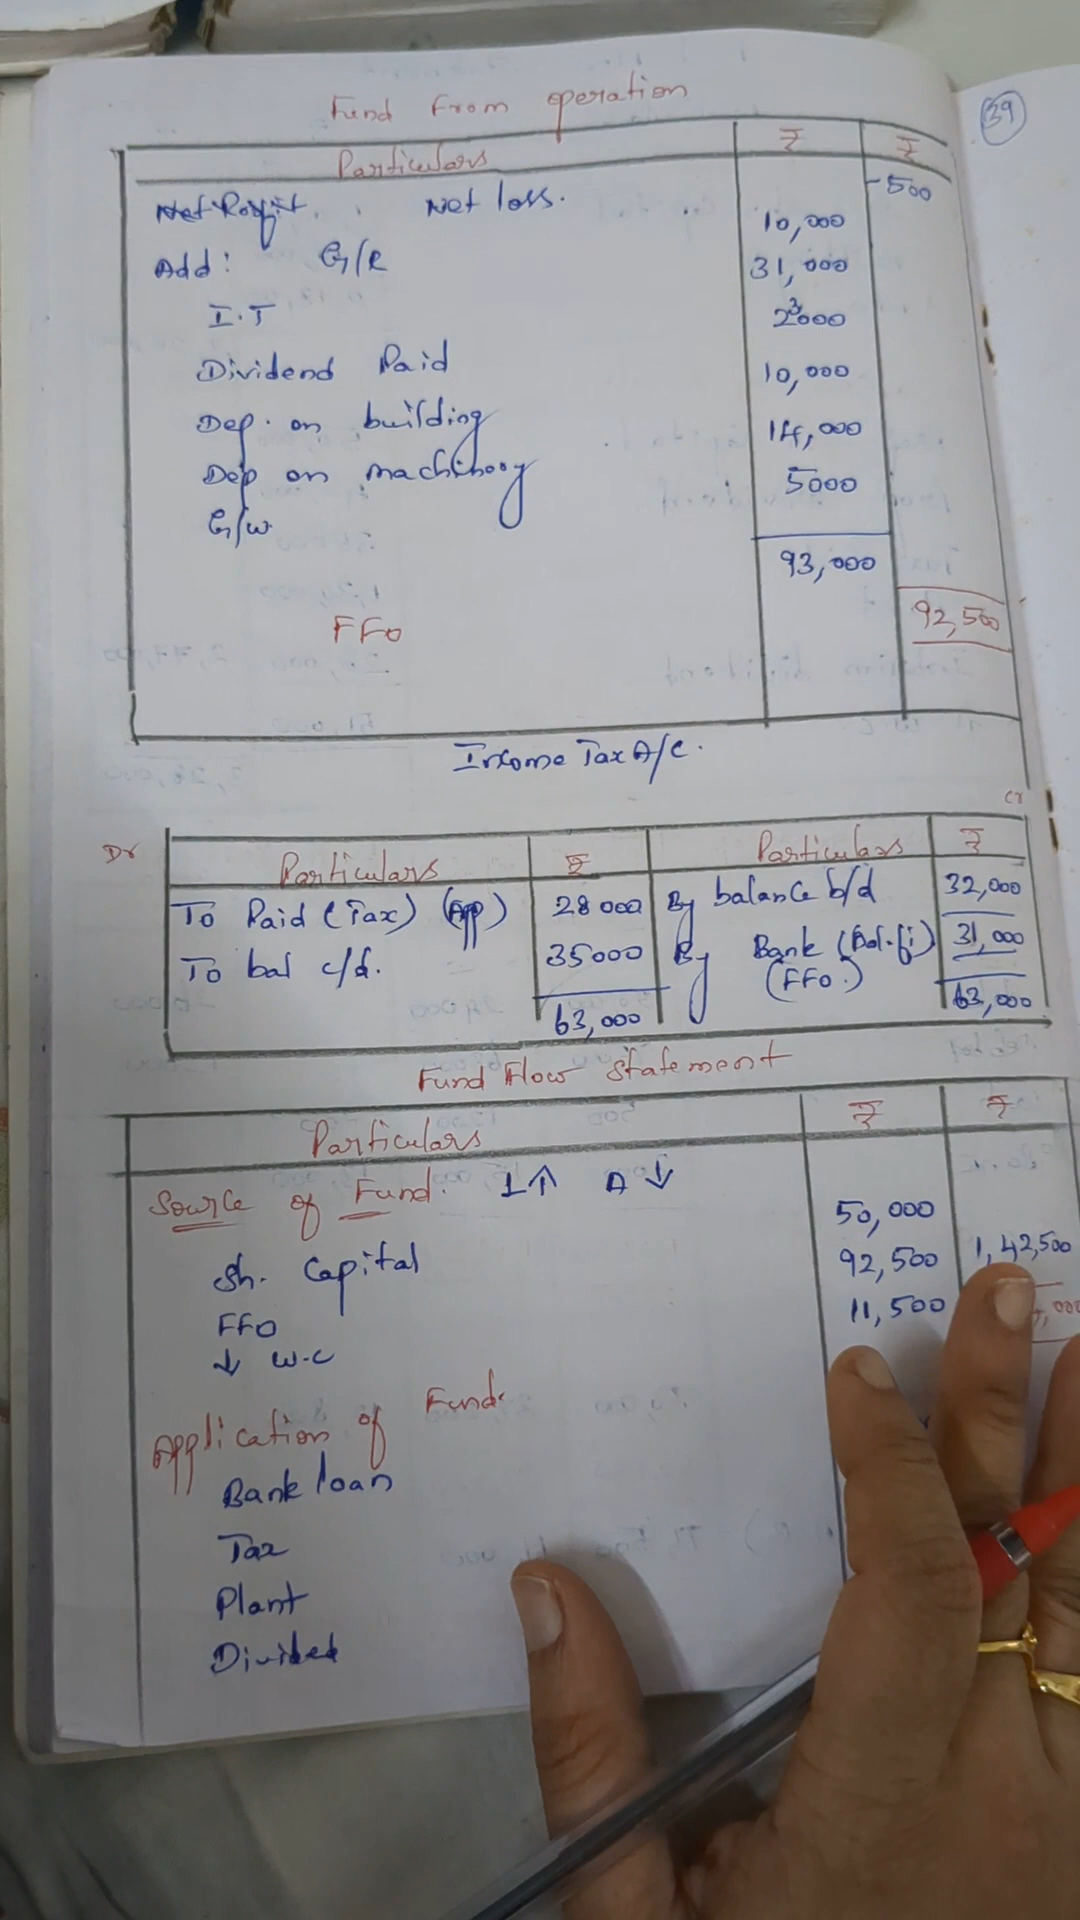 39
Fund From operation
Particulars ₹ ₹
Net Profit. Net loss. -500
Add: G/R 10,000
I.T 31,000
Dividend Paid 23000
Dep. on building 10,000
Dep on machinery 14,000
G/w. 5000
93,000
FFO 92,500
Income Tax A/C.
Dr Cr
Particulars ₹ Particulars ₹
To Paid (Tax) (App) 28000 By balance b/d 32,000
To bal c/d. 35000 By Bank (Bal.fi) 31,000
(FFO.)
63,000 63,000
Fund Flow Statement
Particulars ₹ ₹
Source of Fund. L↑ A↓
Sh. Capital 50,000
FFO 92,500 1,42,500
↓ W.C 11,500
Application of Fund
Bank loan
Tax
Plant
Divided